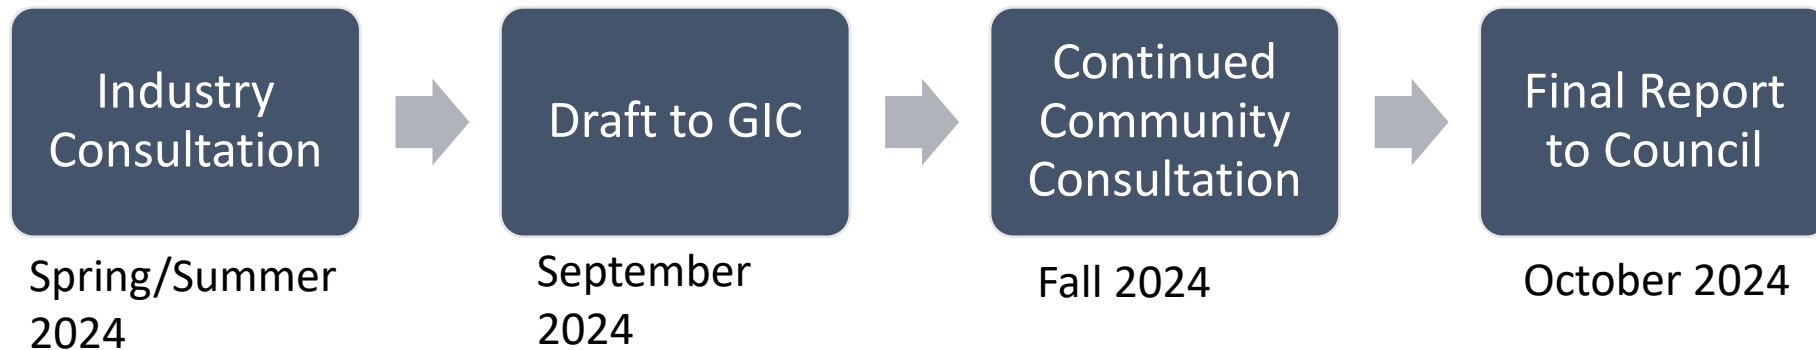 Industry
Consultation
Spring/Summer
2024
Draft to GIC
September
2024
Continued
Community
Consultation
Fall 2024
Final Report
to Council
October 2024